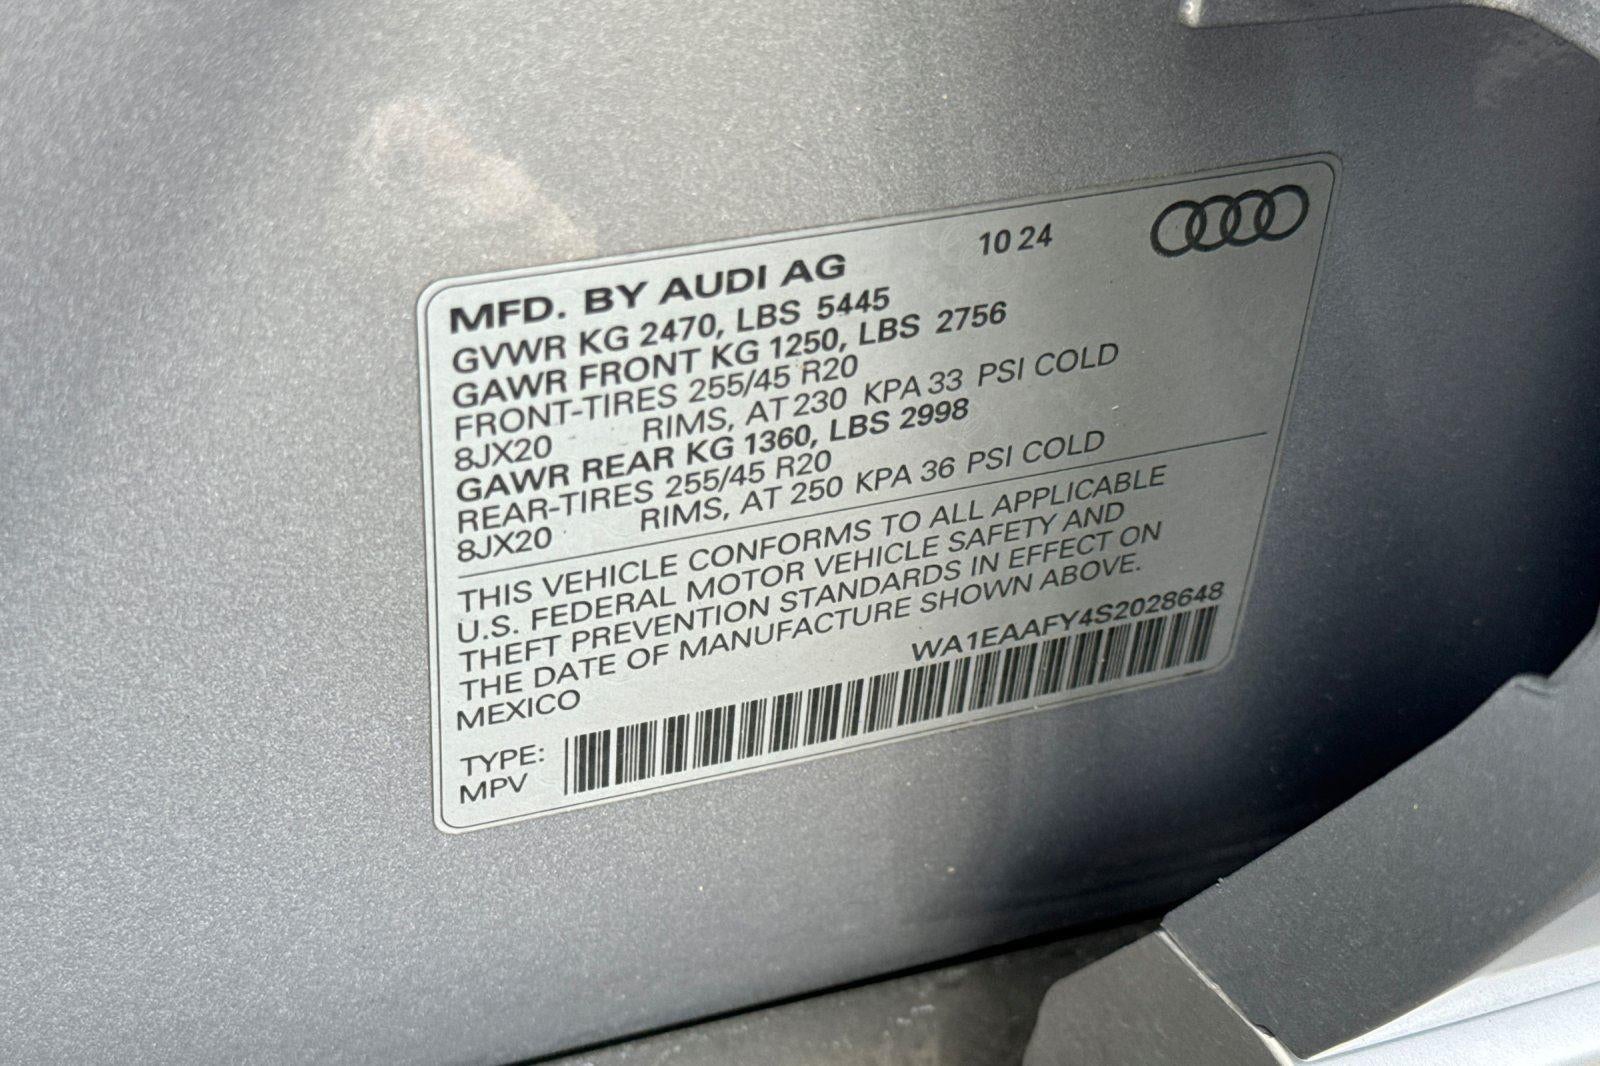 10 24
MFD. BY AUDI AG
GVWR KG 2470, LBS 5445
GAWR FRONT KG 1250, LBS 2756
FRONT-TIRES 255/45 R20
8JX20 RIMS, AT 230 KPA 33 PSI COLD
GAWR REAR KG 1360, LBS 2998
REAR-TIRES 255/45 R20
8JX20 RIMS, AT 250 KPA 36 PSI COLD
THIS VEHICLE CONFORMS TO ALL APPLICABLE
U.S. FEDERAL MOTOR VEHICLE SAFETY AND
THEFT PREVENTION STANDARDS IN EFFECT ON
THE DATE OF MANUFACTURE SHOWN ABOVE.
MEXICO
WA1EAAFY4S2028648
TYPE:
MPV